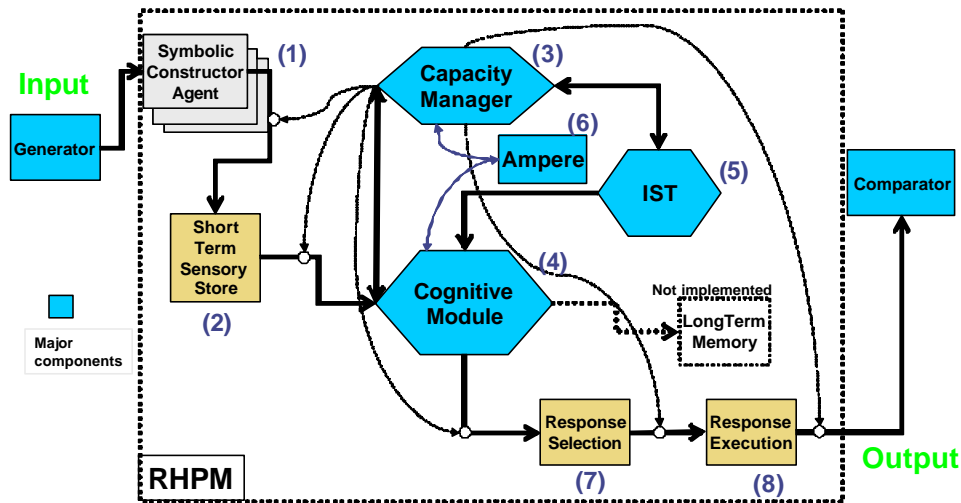 Input
Generator
Symbolic
Constructor
Agent
(1)
Capacity
Manager
(3)
(6)
Ampere
IST
(5)
Comparator
Short
Term
Sensory
Store
(2)
Cognitive
Module
(4)
Not implemented
LongTerm
Memory
Major
components
Response
Selection
(7)
Response
Execution
(8)
Output
RHPM